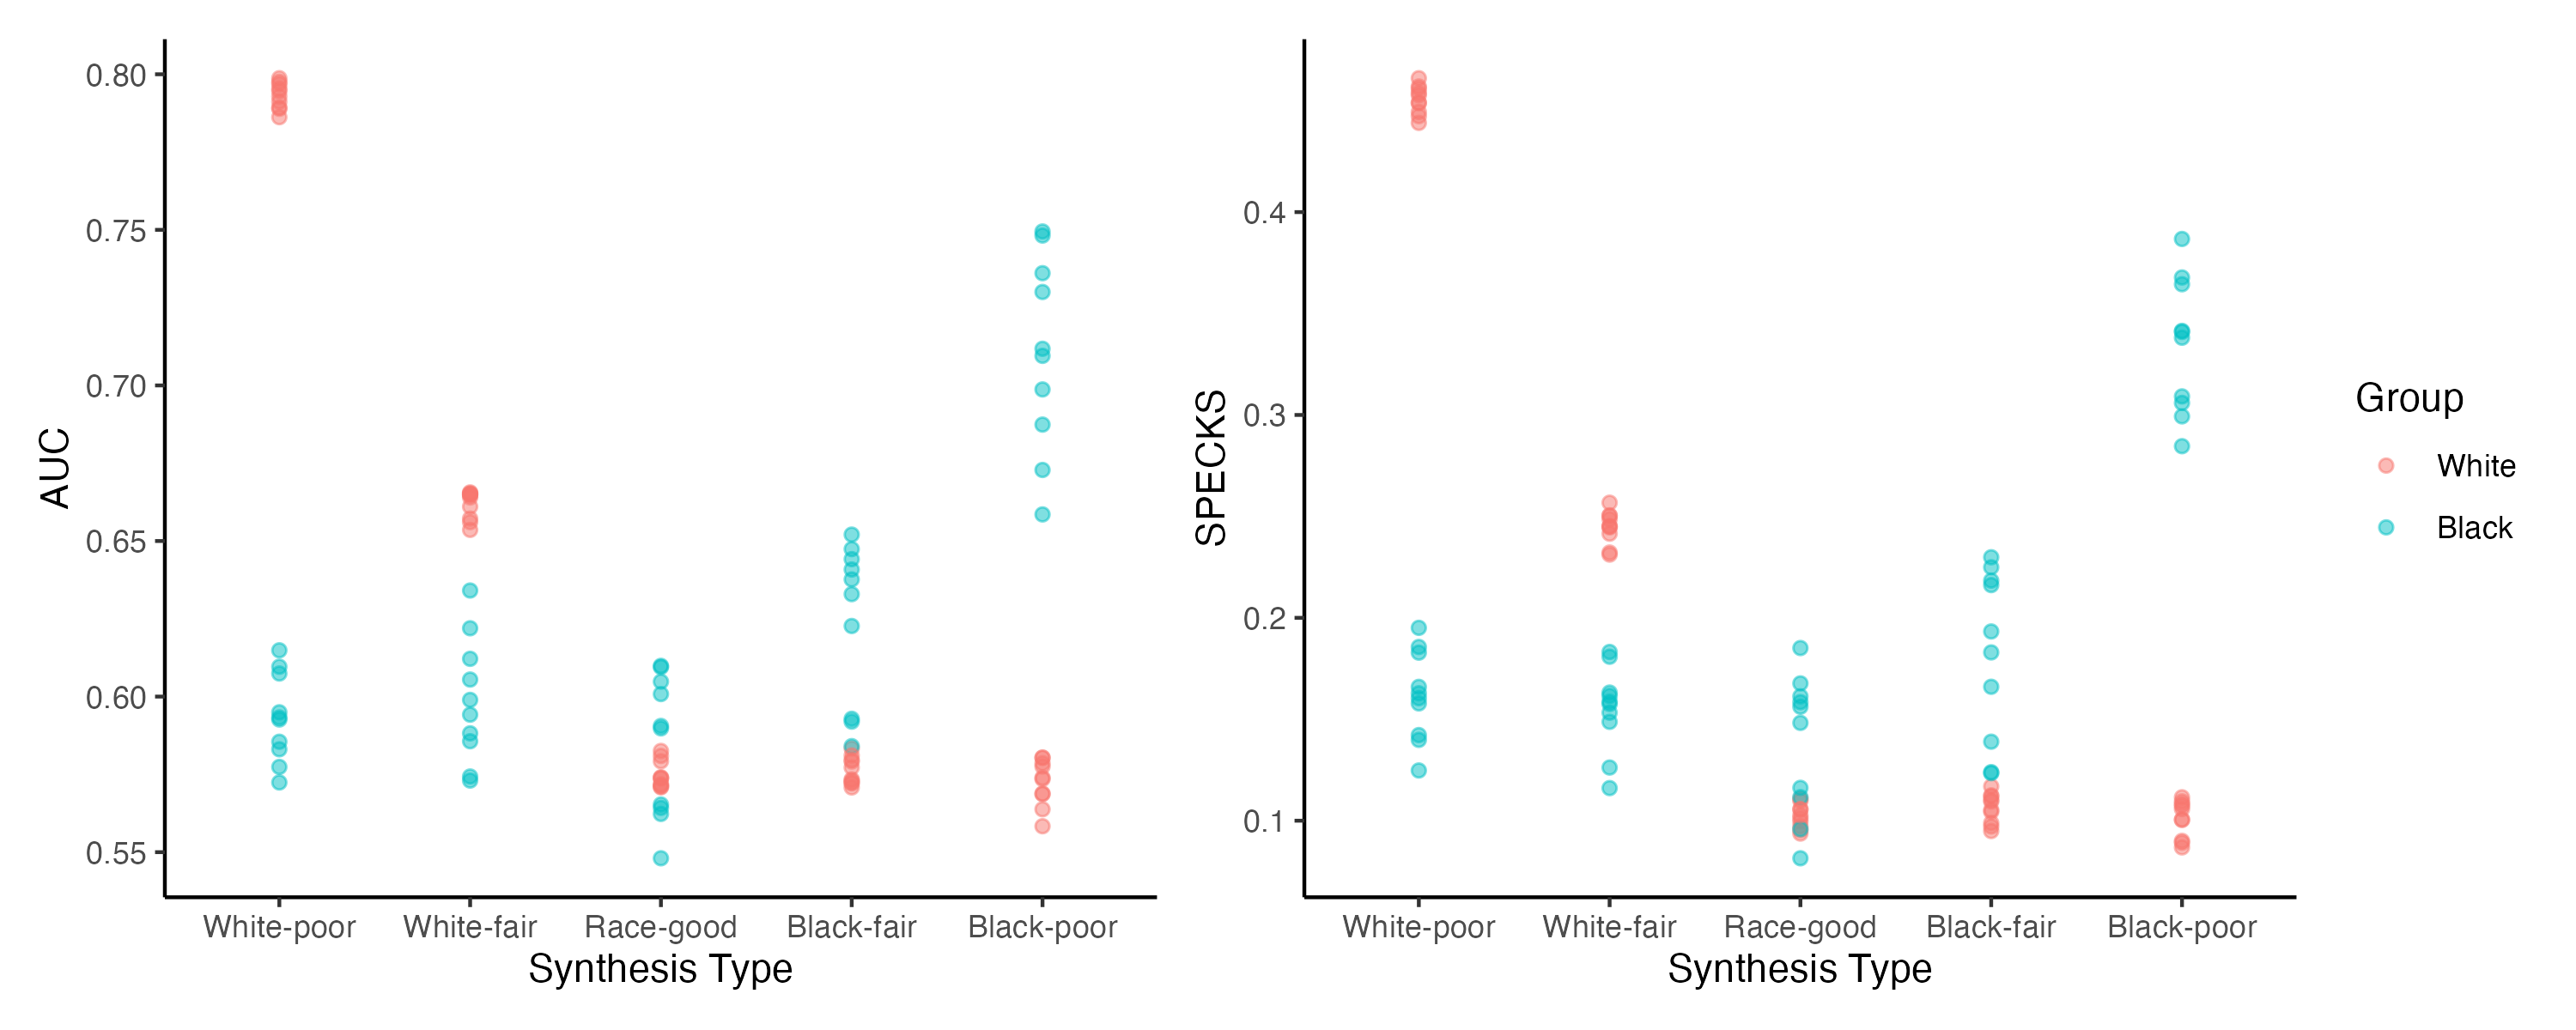 AUC
0.80
0.75
0.70
0.65
0.60
0.55
White-poor White-fair Race-good Black-fair Black-poor
Synthesis Type
SPECKS
0.4
0.3
0.2
0.1
White-poor White-fair Race-good Black-fair Black-poor
Synthesis Type
Group
White
Black